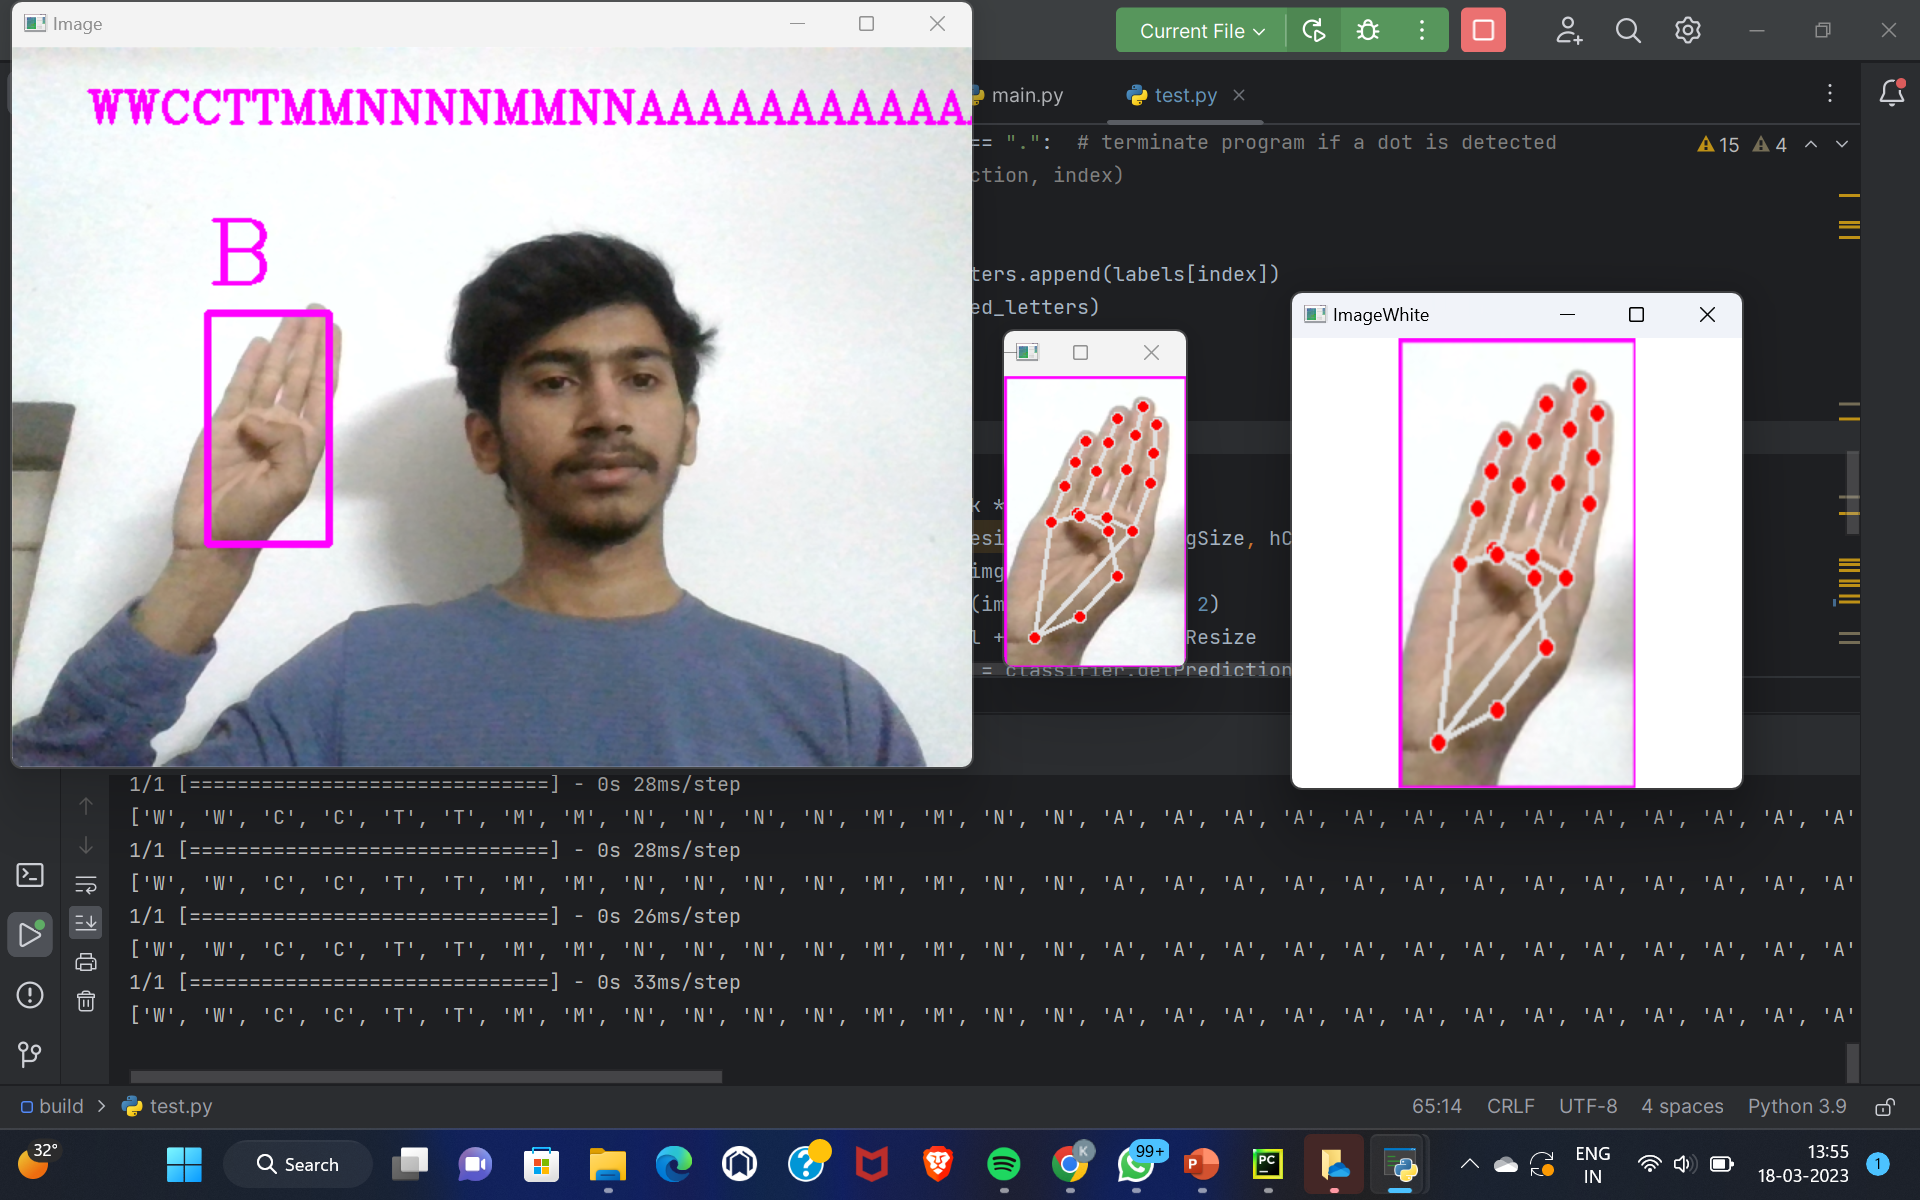 Image
WWCCTTMMNNNNMMNNAAAAAAAAAAA
B
Current File
main.py
test.py
== ".":  # terminate program if a dot is detected
ction, index)
15
4
ters.append(labels[index])
ed_letters)
ImageWhite
k *
esi
gSize, hC
img
(im
2)
l +
Resize
= classifier.getPrediction
1/1 [==============================] - 0s 28ms/step
['W', 'W', 'C', 'C', 'T', 'T', 'M', 'M', 'N', 'N', 'N', 'N', 'M', 'M', 'N', 'N', 'A', 'A', 'A', 'A', 'A', 'A', 'A', 'A', 'A', 'A', 'A', 'A', 'A'
1/1 [==============================] - 0s 28ms/step
['W', 'W', 'C', 'C', 'T', 'T', 'M', 'M', 'N', 'N', 'N', 'N', 'M', 'M', 'N', 'N', 'A', 'A', 'A', 'A', 'A', 'A', 'A', 'A', 'A', 'A', 'A', 'A', 'A'
1/1 [==============================] - 0s 26ms/step
['W', 'W', 'C', 'C', 'T', 'T', 'M', 'M', 'N', 'N', 'N', 'N', 'M', 'M', 'N', 'N', 'A', 'A', 'A', 'A', 'A', 'A', 'A', 'A', 'A', 'A', 'A', 'A', 'A'
1/1 [==============================] - 0s 33ms/step
['W', 'W', 'C', 'C', 'T', 'T', 'M', 'M', 'N', 'N', 'N', 'N', 'M', 'M', 'N', 'N', 'A', 'A', 'A', 'A', 'A', 'A', 'A', 'A', 'A', 'A', 'A', 'A', 'A'
build > test.py
65:14 CRLF UTF-8 4 spaces Python 3.9
32°
Search
K
99+
P
PC
ENG
IN
13:55
18-03-2023
1